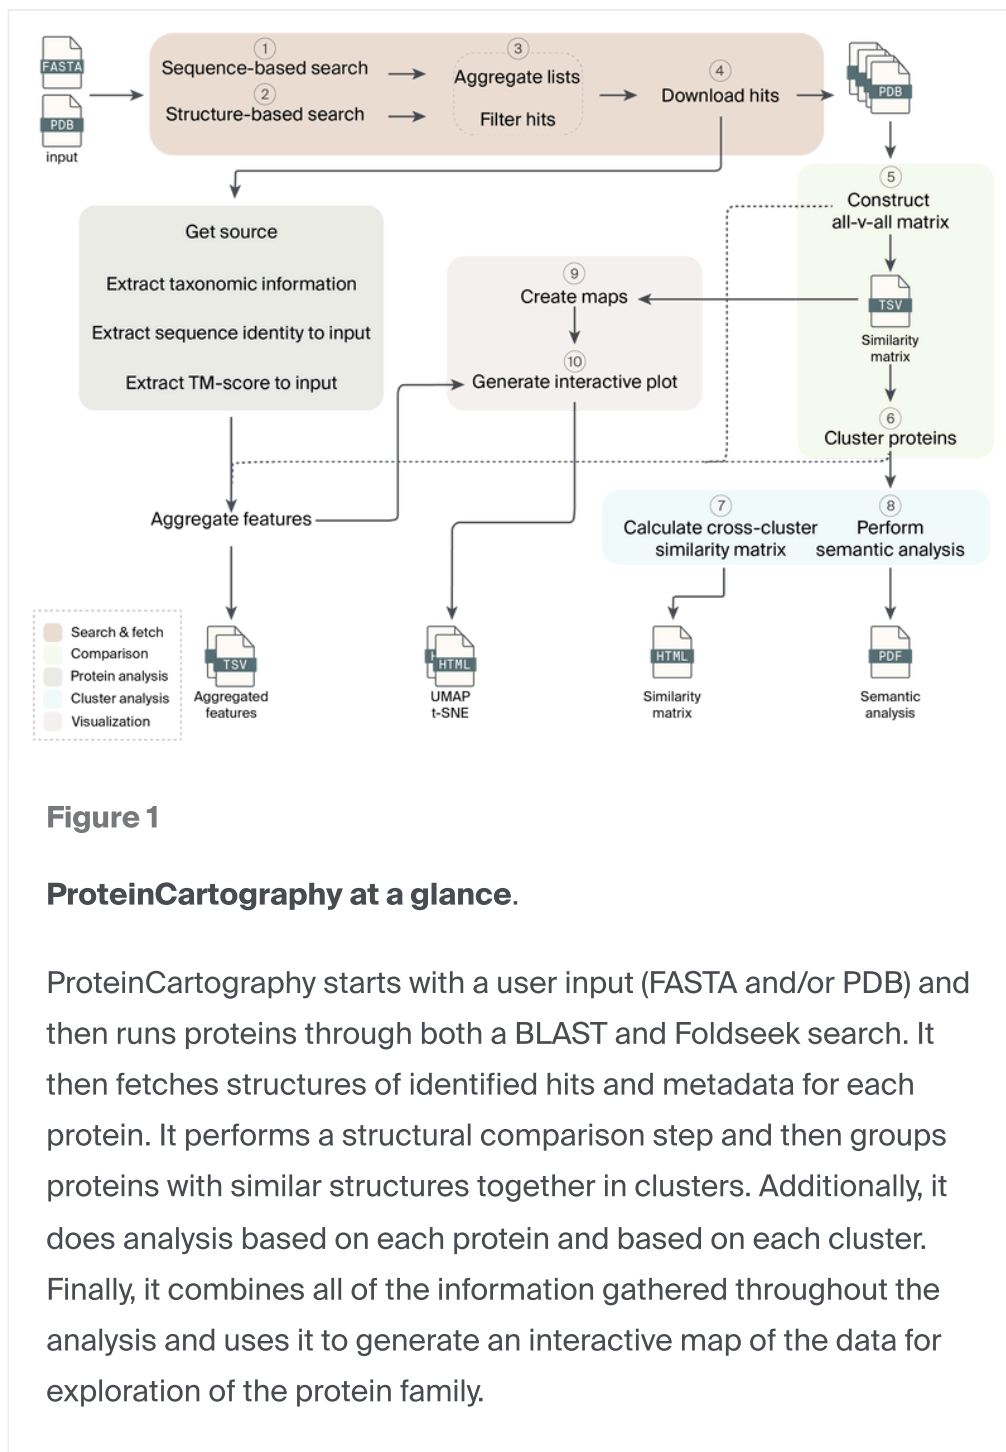 FASTA
PDB
input
1
Sequence-based search
2
Structure-based search
3
Aggregate lists
Filter hits
4
Download hits
PDB
5
Construct
all-v-all matrix
TSV
Similarity
matrix
6
Cluster proteins
Get source
Extract taxonomic information
Extract sequence identity to input
Extract TM-score to input
9
Create maps
10
Generate interactive plot
Aggregate features
7
Calculate cross-cluster
similarity matrix
8
Perform
semantic analysis
Search & fetch
Comparison
Protein analysis
Cluster analysis
Visualization
TSV
Aggregated
features
HTML
UMAP
t-SNE
HTML
Similarity
matrix
PDF
Semantic
analysis
Figure 1
ProteinCartography at a glance.
ProteinCartography starts with a user input (FASTA and/or PDB) and
then runs proteins through both a BLAST and Foldseek search. It
then fetches structures of identified hits and metadata for each
protein. It performs a structural comparison step and then groups
proteins with similar structures together in clusters. Additionally, it
does analysis based on each protein and based on each cluster.
Finally, it combines all of the information gathered throughout the
analysis and uses it to generate an interactive map of the data for
exploration of the protein family.